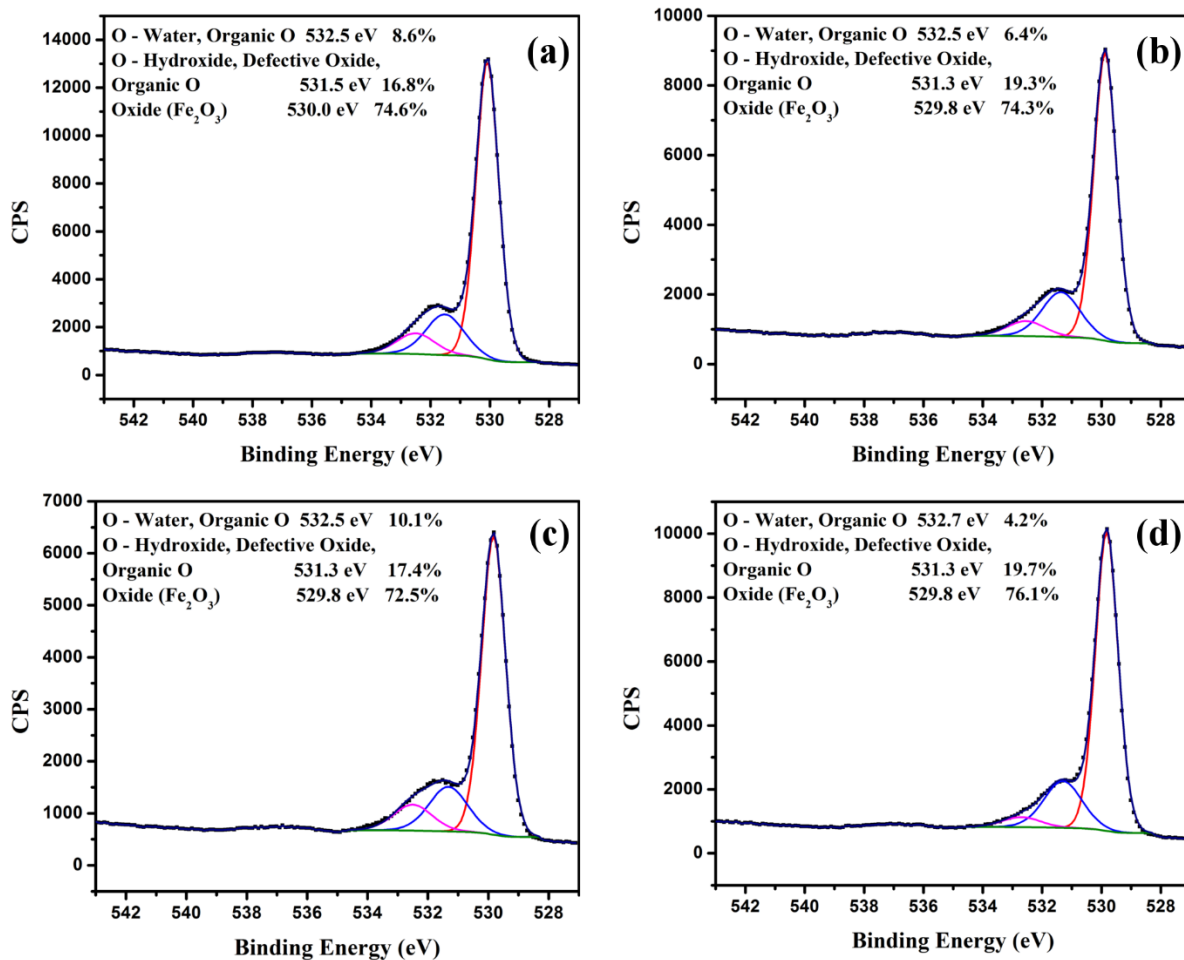 (a)
O - Water, Organic O 532.5 eV 8.6%
O - Hydroxide, Defective Oxide,
Organic O 531.5 eV 16.8%
Oxide (Fe2O3) 530.0 eV 74.6%
14000
12000
10000
8000
6000
4000
2000
0
CPS
542 540 538 536 534 532 530 528
Binding Energy (eV)
(b)
O - Water, Organic O 532.5 eV 6.4%
O - Hydroxide, Defective Oxide,
Organic O 531.3 eV 19.3%
Oxide (Fe2O3) 529.8 eV 74.3%
10000
8000
6000
4000
2000
0
CPS
542 540 538 536 534 532 530 528
Binding Energy (eV)
(c)
O - Water, Organic O 532.5 eV 10.1%
O - Hydroxide, Defective Oxide,
Organic O 531.3 eV 17.4%
Oxide (Fe2O3) 529.8 eV 72.5%
7000
6000
5000
4000
3000
2000
1000
0
CPS
542 540 538 536 534 532 530 528
Binding Energy (eV)
(d)
O - Water, Organic O 532.7 eV 4.2%
O - Hydroxide, Defective Oxide,
Organic O 531.3 eV 19.7%
Oxide (Fe2O3) 529.8 eV 76.1%
10000
8000
6000
4000
2000
0
CPS
542 540 538 536 534 532 530 528
Binding Energy (eV)